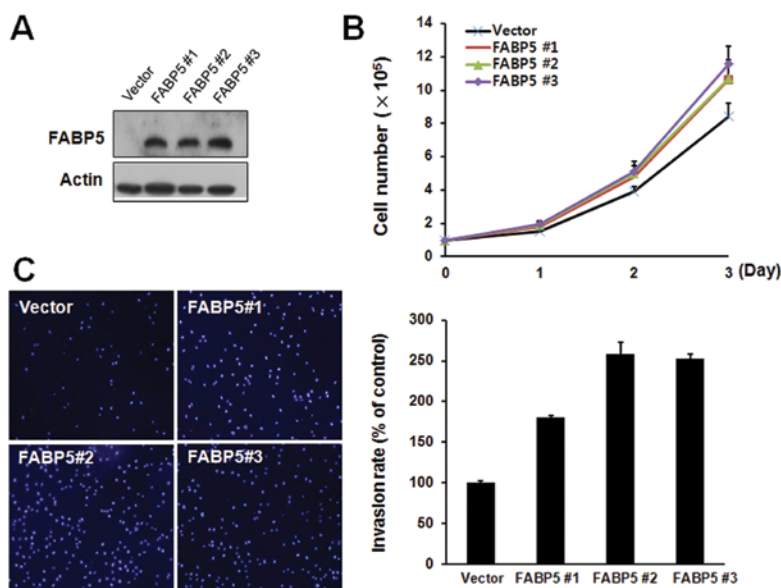 A
Vector
FABP5 #1
FABP5 #2
FABP5 #3
FABP5
Actin
B
Vector
FABP5 #1
FABP5 #2
FABP5 #3
Cell number (×10⁵)
14
12
10
8
6
4
2
0
0 1 2 3 (Day)
C
Vector
FABP5#1
FABP5#2
FABP5#3
Invasion rate (% of control)
300
250
200
150
100
50
0
Vector FABP5 #1 FABP5 #2 FABP5 #3